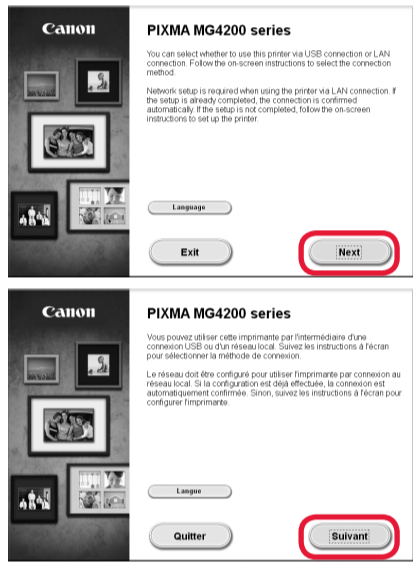 Canon
PIXMA MG4200 series
You can select whether to use this printer via USB connection or LAN
connection. Follow the on-screen instructions to select the connection
method.
Network setup is required when using the printer via LAN connection. If
the setup is already completed, the connection is confirmed
automatically. If the setup is not completed, follow the on-screen
instructions to set up the printer.
Language
Exit
Next
Canon
PIXMA MG4200 series
Vous pouvez utiliser cette imprimante par l'intermédiaire d'une
connexion USB ou d'un réseau local. Suivez les instructions à l'écran
pour sélectionner la méthode de connexion.
Le réseau doit être configuré pour utiliser l'imprimante par connexion au
réseau local. Si la configuration est déjà effectuée, la connexion est
automatiquement confirmée. Sinon, suivez les instructions à l'écran pour
configurer l'imprimante.
Langue
Quitter
Suivant